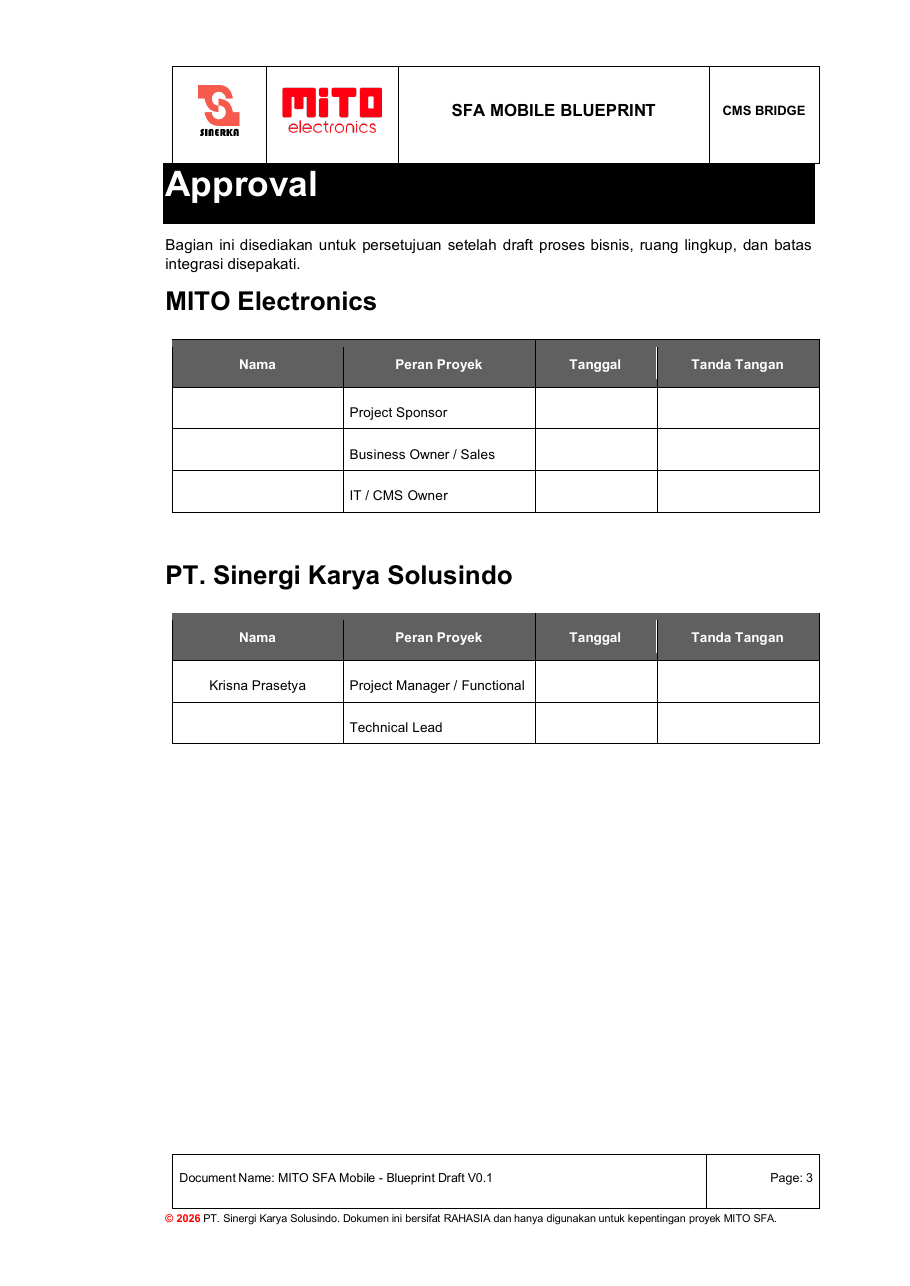 SINERKA
MiTO
electronics
SFA MOBILE BLUEPRINT
CMS BRIDGE
Approval
Bagian ini disediakan untuk persetujuan setelah draft proses bisnis, ruang lingkup, dan batas
integrasi disepakati.
MITO Electronics
Nama Peran Proyek Tanggal Tanda Tangan
Project Sponsor
Business Owner / Sales
IT / CMS Owner
PT. Sinergi Karya Solusindo
Nama Peran Proyek Tanggal Tanda Tangan
Krisna Prasetya Project Manager / Functional
Technical Lead
Document Name: MITO SFA Mobile - Blueprint Draft V0.1 Page: 3
© 2026 PT. Sinergi Karya Solusindo. Dokumen ini bersifat RAHASIA dan hanya digunakan untuk kepentingan proyek MITO SFA.